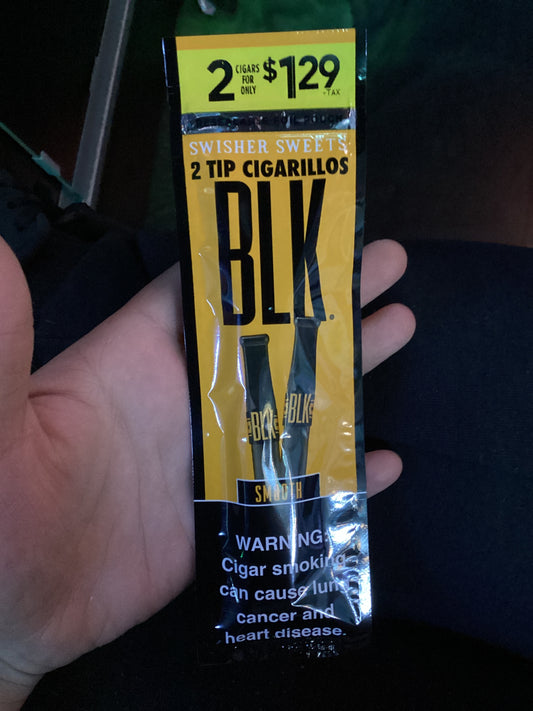 2 CIGARS FOR ONLY $1.29
+TAX
SWISHER SWEETS
2 TIP CIGARILLOS
BLK
BLK
BLK
SMOOTH
WARNING:
Cigar smoking
can cause lung
cancer and
heart disease.